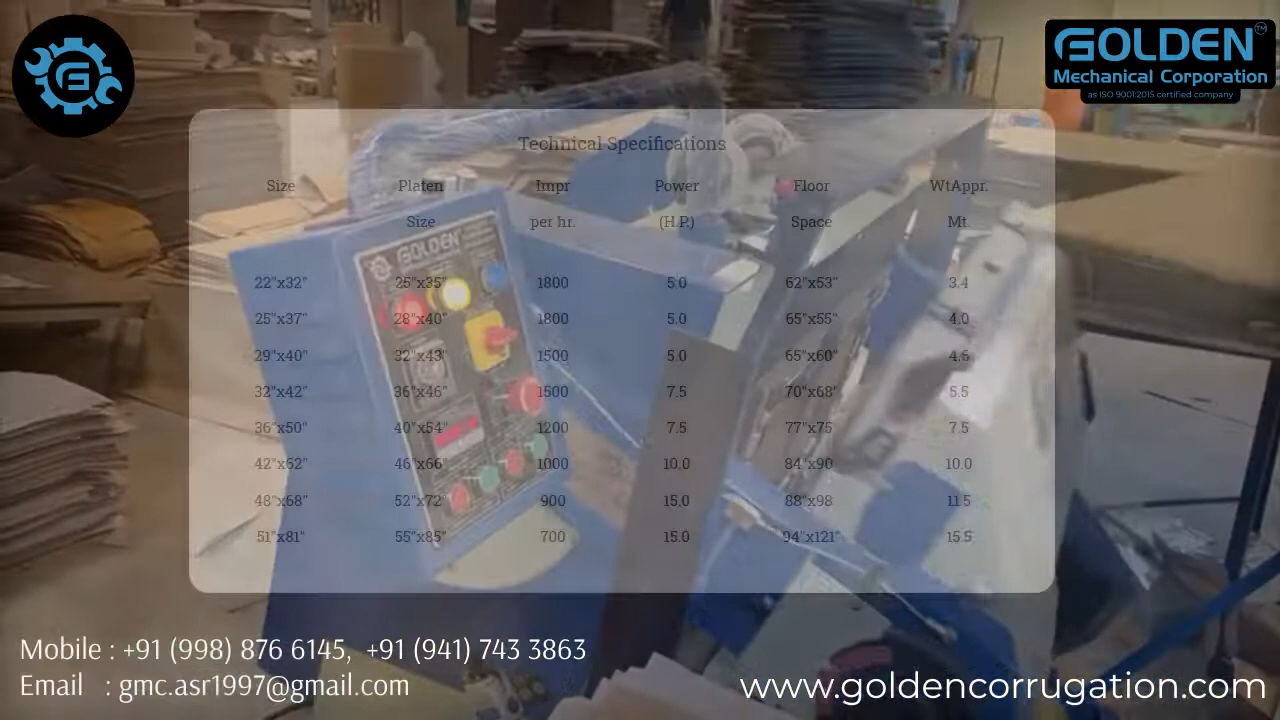 GOLDEN™
Mechanical Corporation
as ISO 9001:2015 certified company
G
Technical Specifications
Size Platen Impr Power Floor WtAppr.
Size per hr. (H.P.) Space Mt.
GOLDEN
22"x32" 25"x35" 1800 5.0 62"x53" 3.4
25"x37" 28"x40" 1800 5.0 65"x55" 4.0
29"x40" 32"x43" 1500 5.0 65"x60" 4.6
32"x42" 36"x46" 1500 7.5 70"x68" 5.5
36"x50" 40"x54" 1200 7.5 77"x75 7.5
42"x62" 46"x66" 1000 10.0 84"x90 10.0
48"x68" 52"x72" 900 15.0 88"x98 11.5
51"x81" 55"x85" 700 15.0 94"x121" 15.5
Mobile : +91 (998) 876 6145, +91 (941) 743 3863
Email : gmc.asr1997@gmail.com
www.goldencorrugation.com